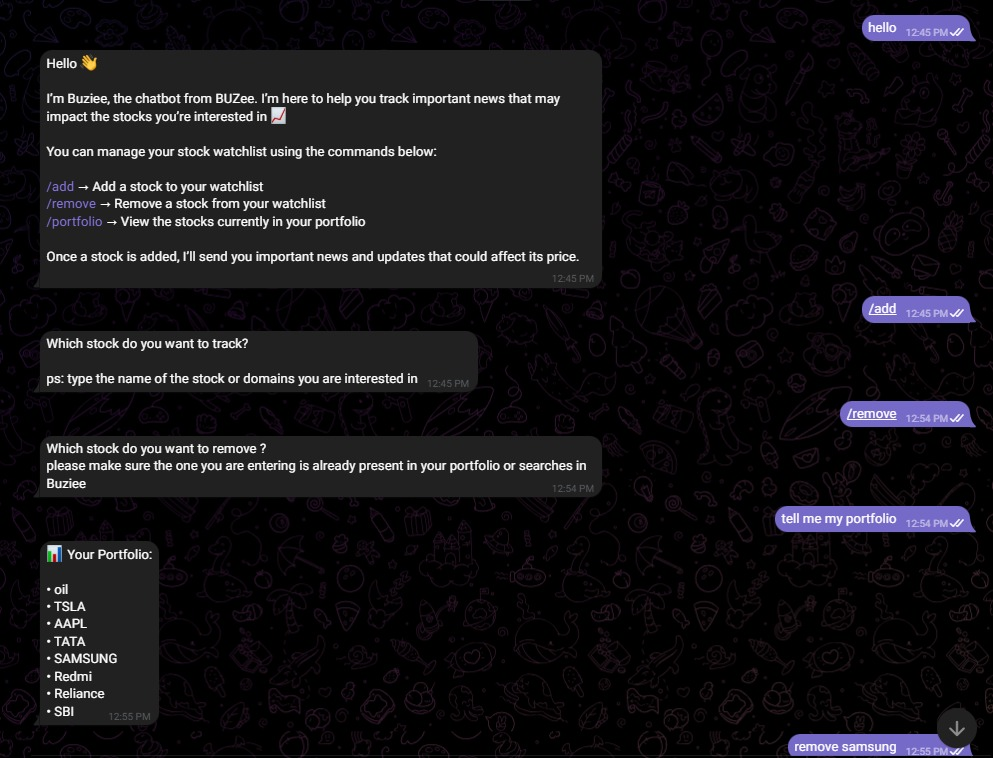 hello 12:45 PM
Hello 👋
I'm Buziee, the chatbot from BUZee. I'm here to help you track important news that may
impact the stocks you're interested in 📈
You can manage your stock watchlist using the commands below:
/add → Add a stock to your watchlist
/remove → Remove a stock from your watchlist
/portfolio → View the stocks currently in your portfolio
Once a stock is added, I'll send you important news and updates that could affect its price.
12:45 PM
/add 12:45 PM
Which stock do you want to track?
ps: type the name of the stock or domains you are interested in 12:45 PM
/remove 12:54 PM
Which stock do you want to remove ?
please make sure the one you are entering is already present in your portfolio or searches in
Buziee 12:54 PM
tell me my portfolio 12:54 PM
📊 Your Portfolio:
• oil
• TSLA
• AAPL
• TATA
• SAMSUNG
• Redmi
• Reliance
• SBI 12:55 PM
remove samsung 12:55 PM